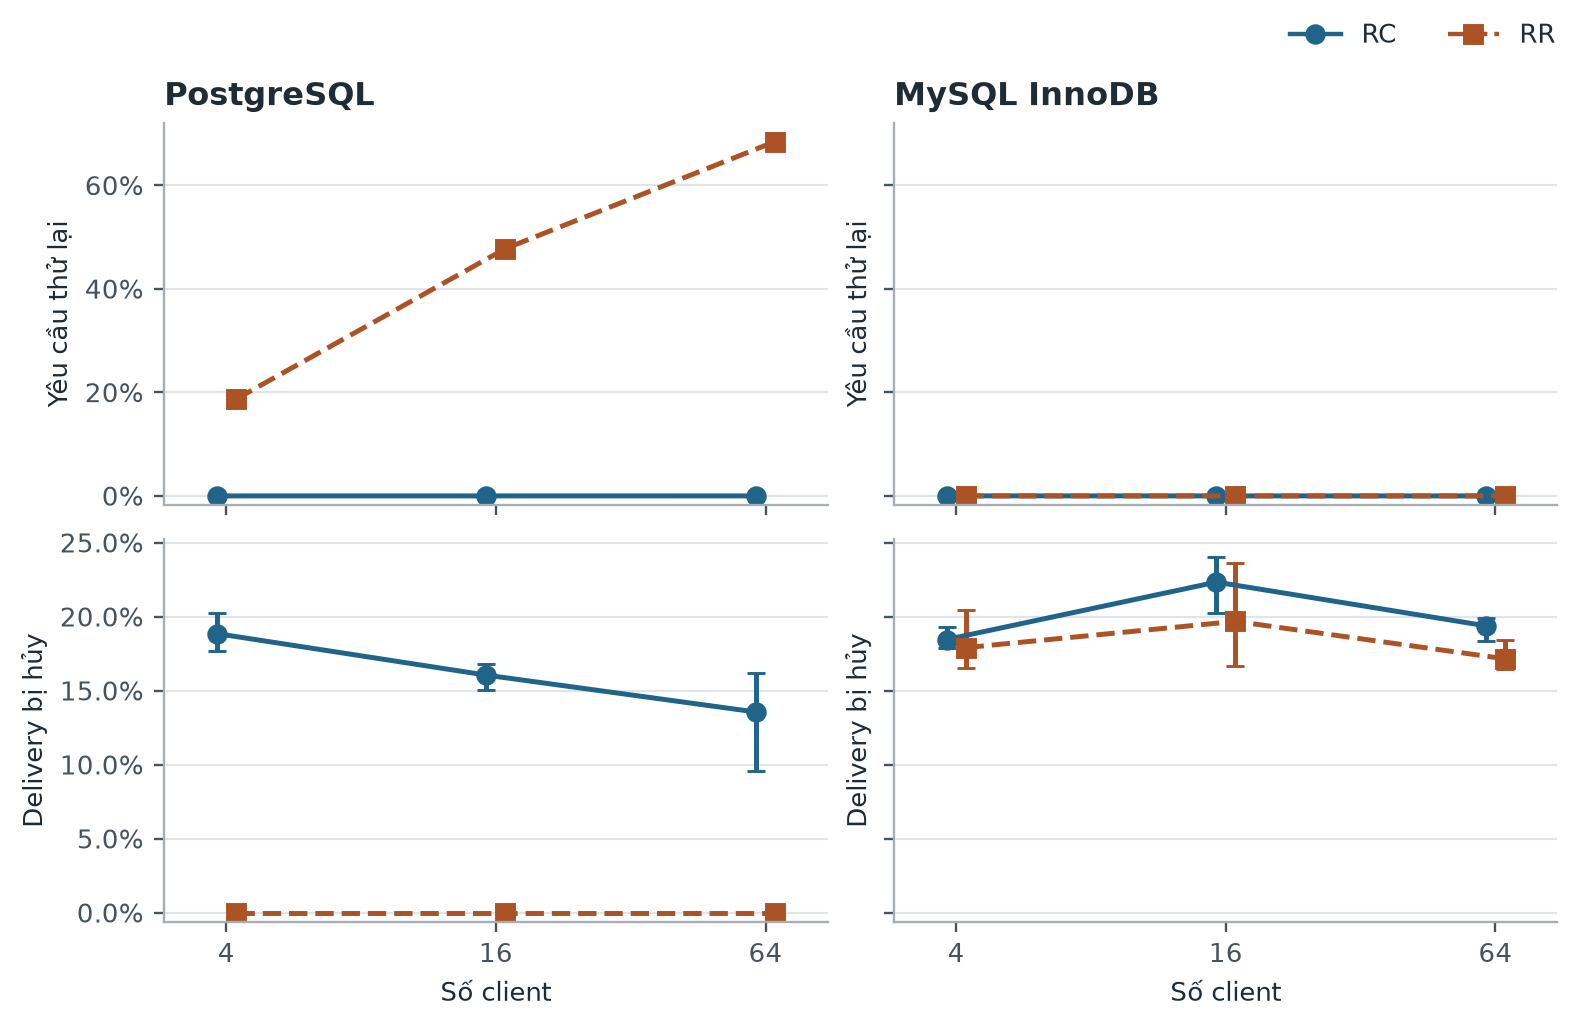 RC RR
PostgreSQL
Yêu cầu thử lại
60%
40%
20%
0%
MySQL InnoDB
Yêu cầu thử lại
Delivery bị hủy
25.0%
20.0%
15.0%
10.0%
5.0%
0.0%
4 16 64
Số client
Delivery bị hủy
4 16 64
Số client